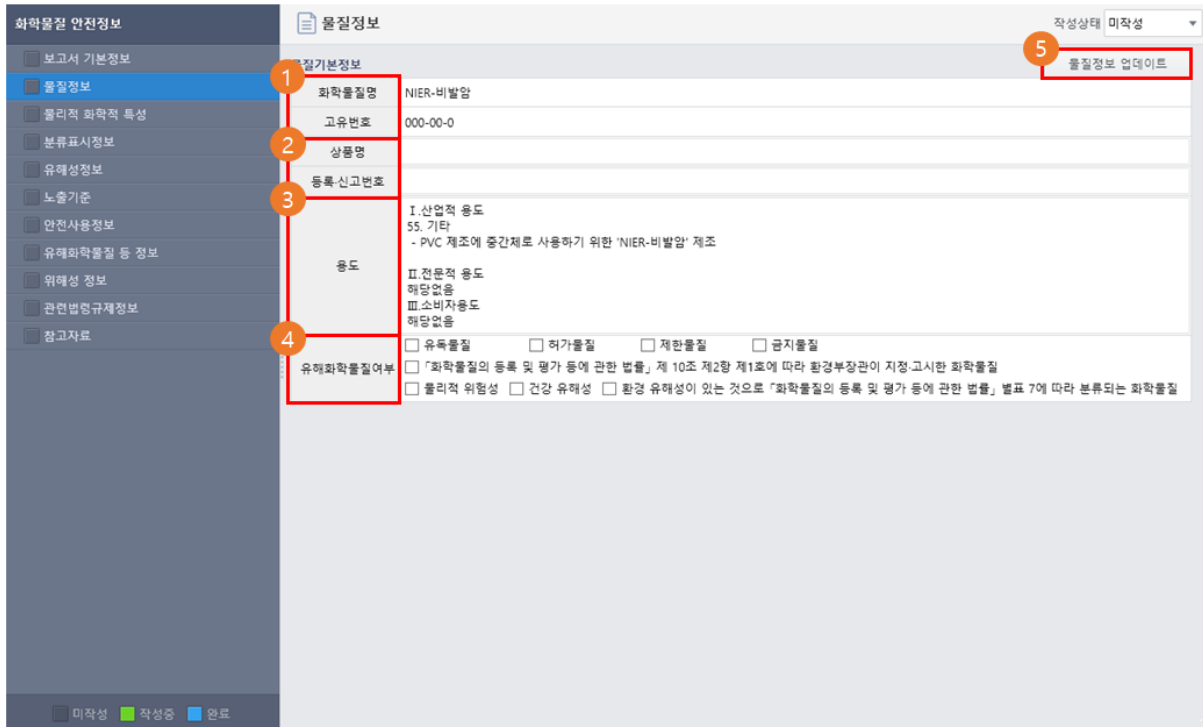 화학물질 안전정보
보고서 기본정보
물질정보
물리적 화학적 특성
분류표시정보
유해성정보
노출기준
안전사용정보
유해화학물질 등 정보
위해성 정보
관련법령규제정보
참고자료
미작성 작성중 완료
물질정보
작성상태 미작성
물질기본정보
5
물질정보 업데이트
1
화학물질명 NIER-비발암
고유번호 000-00-0
2
상품명
등록·신고번호
3
용도
Ⅰ.산업적 용도
55. 기타
- PVC 제조에 중간체로 사용하기 위한 'NIER-비발암' 제조
Ⅱ.전문적 용도
해당없음
Ⅲ.소비자용도
해당없음
4
유해화학물질여부
유독물질 허가물질 제한물질 금지물질
「화학물질의 등록 및 평가 등에 관한 법률」 제 10조 제2항 제1호에 따라 환경부장관이 지정·고시한 화학물질
물리적 위험성 건강 유해성 환경 유해성이 있는 것으로 「화학물질의 등록 및 평가 등에 관한 법률」 별표 7에 따라 분류되는 화학물질